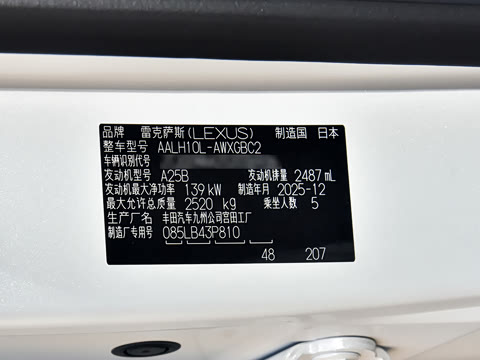 品牌 雷克萨斯(LEXUS) 制造国 日本
整车型号 AALH10L-AWXGBC2
车辆识别代号
发动机型号 A25B 发动机排量 2487 mL
发动机最大净功率 139 kW 制造年月 2025-12
最大允许总质量 2520 kg 乘坐人数 5
生产厂名 丰田汽车九州公司宫田工厂
制造厂专用号 085LB43P810
48 207